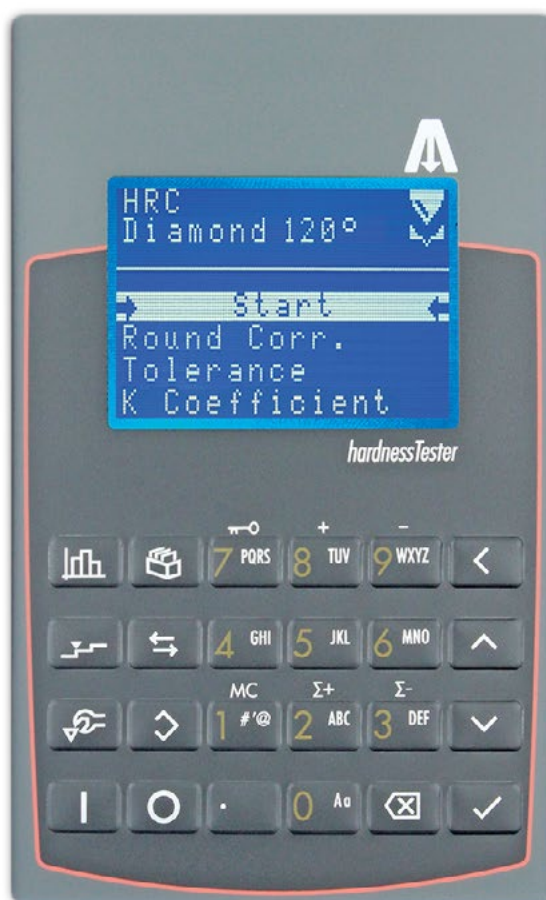 HRC
Diamond 120°
Start
Round Corr.
Tolerance
K Coefficient
hardnessTester
+ -
7 PQRS 8 TUV 9 WXYZ
4 GHI 5 JKL 6 MNO
MC Σ+ Σ-
1 #'@ 2 ABC 3 DEF
. 0 Aa